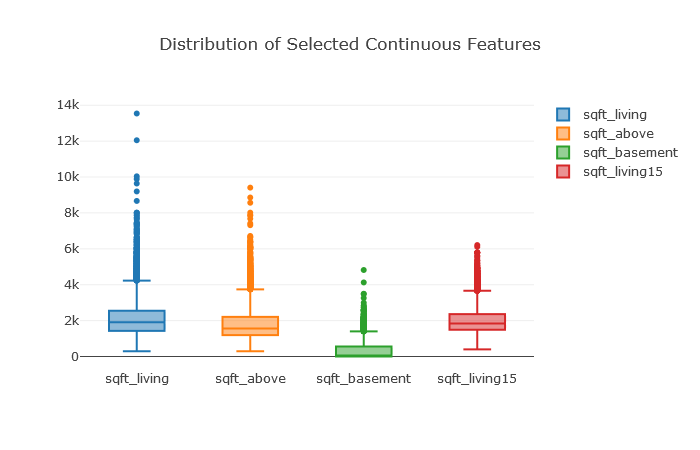 Distribution of Selected Continuous Features
14k
12k
10k
8k
6k
4k
2k
0
sqft_living
sqft_above
sqft_basement
sqft_living15
sqft_living
sqft_above
sqft_basement
sqft_living15